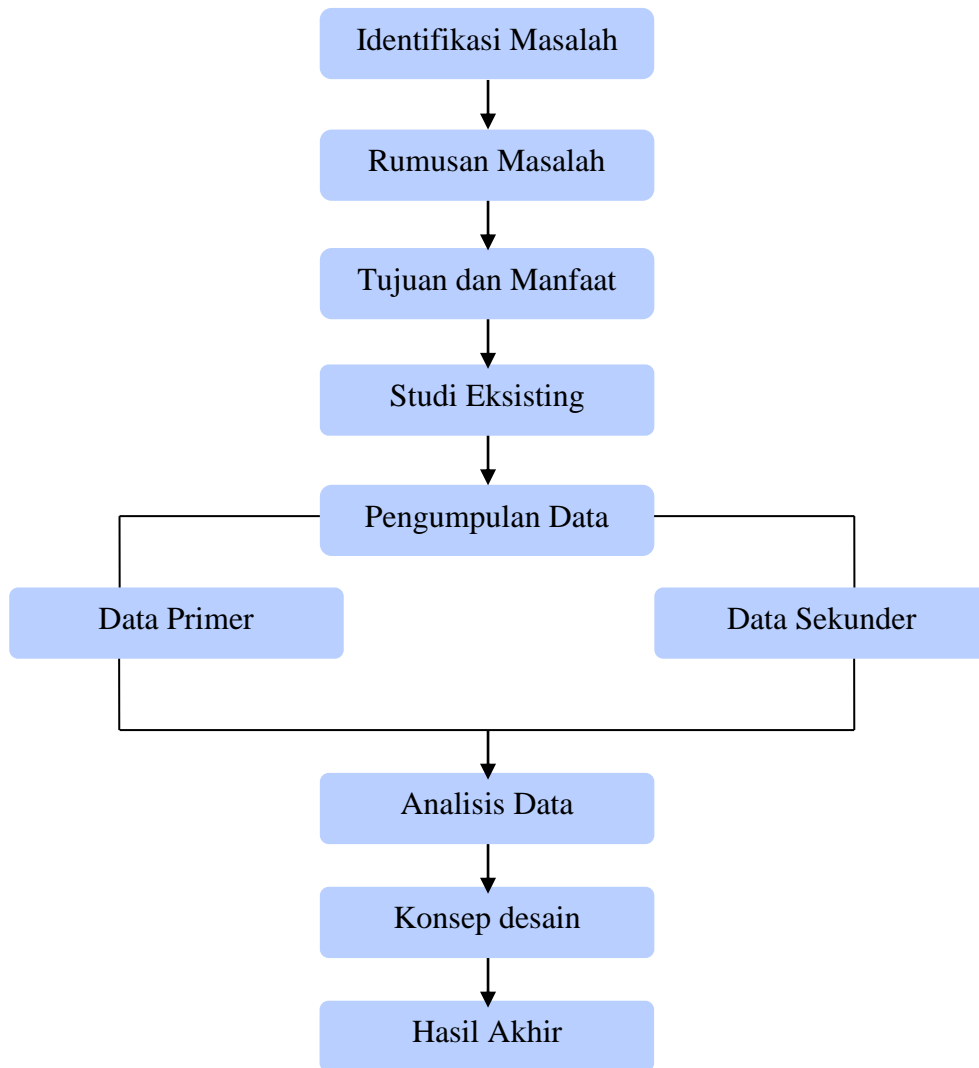 Identifikasi Masalah
Rumusan Masalah
Tujuan dan Manfaat
Studi Eksisting
Pengumpulan Data
Data Primer
Data Sekunder
Analisis Data
Konsep desain
Hasil Akhir